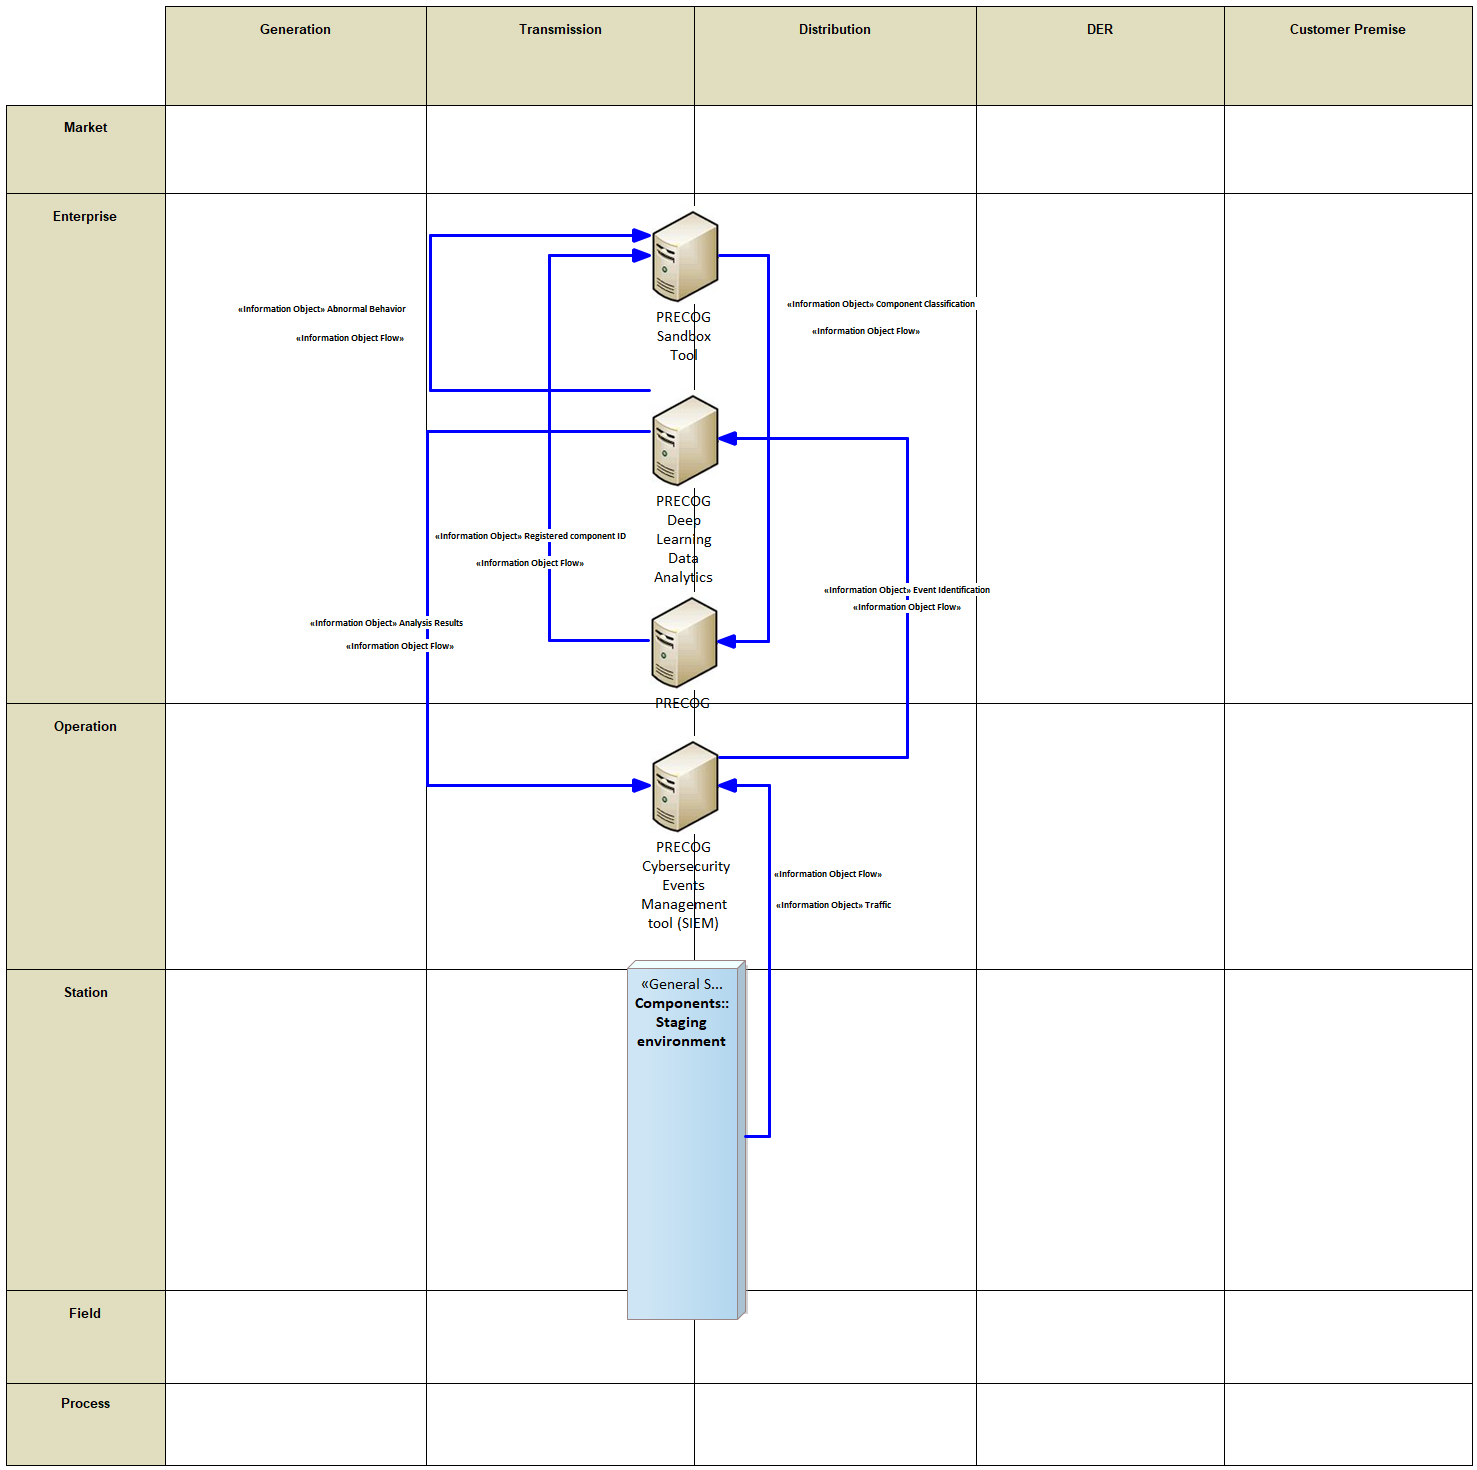 Generation
Transmission
Distribution
DER
Customer Premise
Market
Enterprise
PRECOG
Sandbox
Tool
«Information Object» Abnormal Behavior
«Information Object Flow»
«Information Object» Component Classification
«Information Object Flow»
PRECOG
Deep
Learning
Data
Analytics
«Information Object» Registered component ID
«Information Object Flow»
«Information Object» Event Identification
«Information Object Flow»
«Information Object» Analysis Results
«Information Object Flow»
PRECOG
Operation
PRECOG
Cybersecurity
Events
Management
tool (SIEM)
«Information Object Flow»
«Information Object» Traffic
Station
«General S...
Components::
Staging
environment
Field
Process